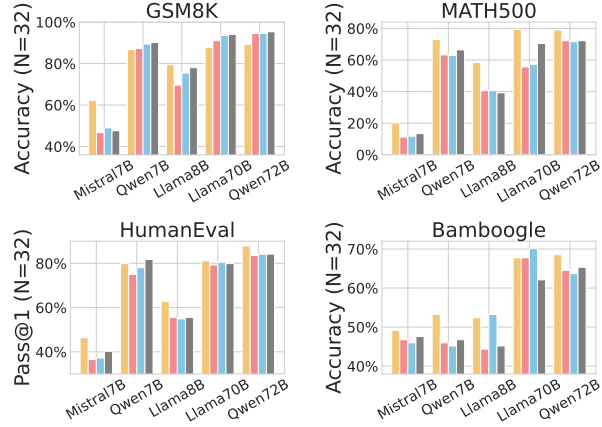 GSM8K
Accuracy (N=32)
100%
80%
60%
40%
Mistral7B
Qwen7B
Llama8B
Llama70B
Qwen72B
MATH500
Accuracy (N=32)
80%
60%
40%
20%
0%
Mistral7B
Qwen7B
Llama8B
Llama70B
Qwen72B
HumanEval
Pass@1 (N=32)
80%
60%
40%
Mistral7B
Qwen7B
Llama8B
Llama70B
Qwen72B
Bamboogle
Accuracy (N=32)
70%
60%
50%
40%
Mistral7B
Qwen7B
Llama8B
Llama70B
Qwen72B